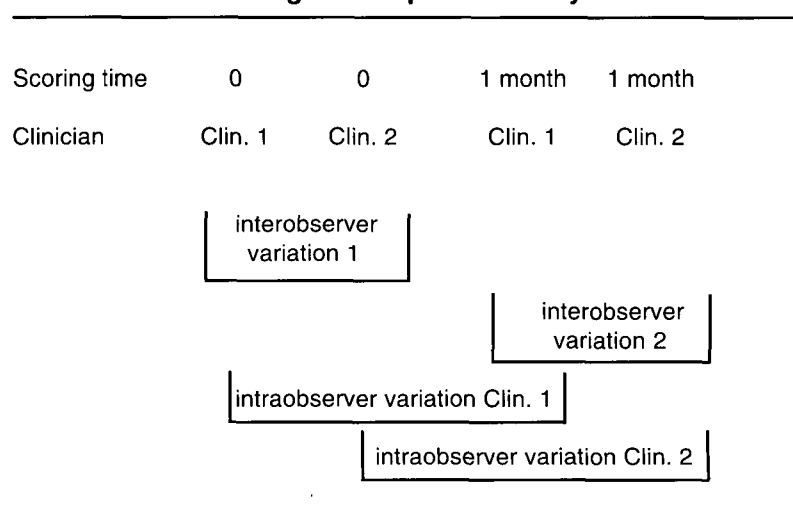 Scoring time 0 0 1 month 1 month
Clinician Clin. 1 Clin. 2 Clin. 1 Clin. 2
interobserver
variation 1
interobserver
variation 2
intraobserver variation Clin. 1
intraobserver variation Clin. 2